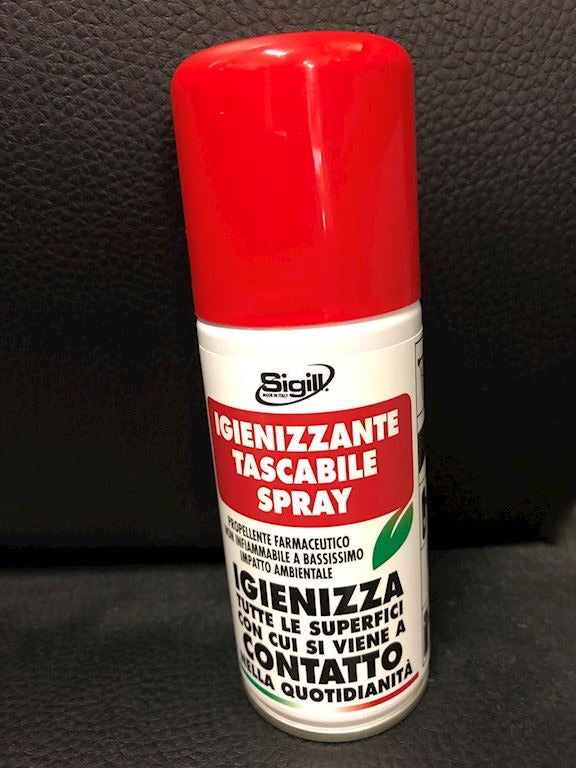 Sigill.
MADE IN ITALY
IGIENIZZANTE
TASCABILE
SPRAY
PROPELLENTE FARMACEUTICO
NON INFIAMMABILE A BASSISSIMO
IMPATTO AMBIENTALE
IGIENIZZA
TUTTE LE SUPERFICI
CON CUI SI VIENE A
CONTATTO
NELLA QUOTIDIANITÀ